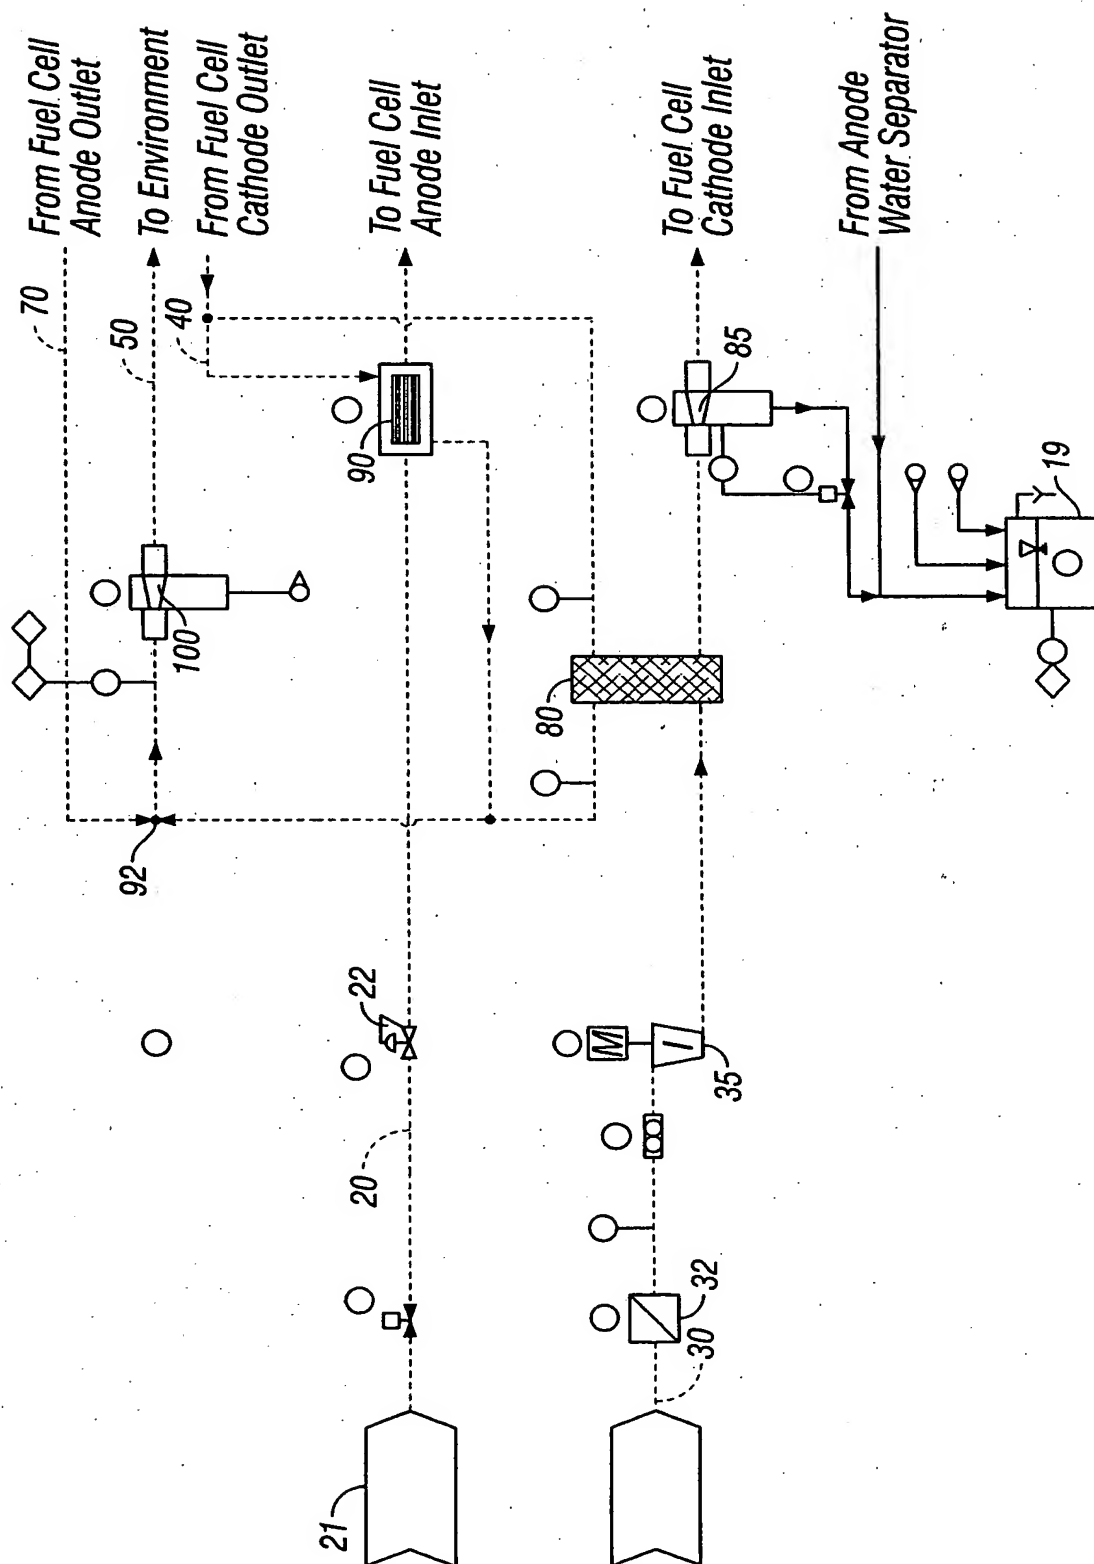 From Fuel Cell
Anode Outlet
To Environment
From Fuel Cell
Cathode Outlet
To Fuel Cell
Anode Inlet
To Fuel Cell
Cathode Inlet
From Anode
Water Separator
70
50
40
90
85
19
100
80
92
22
20
M
35
32
30
21